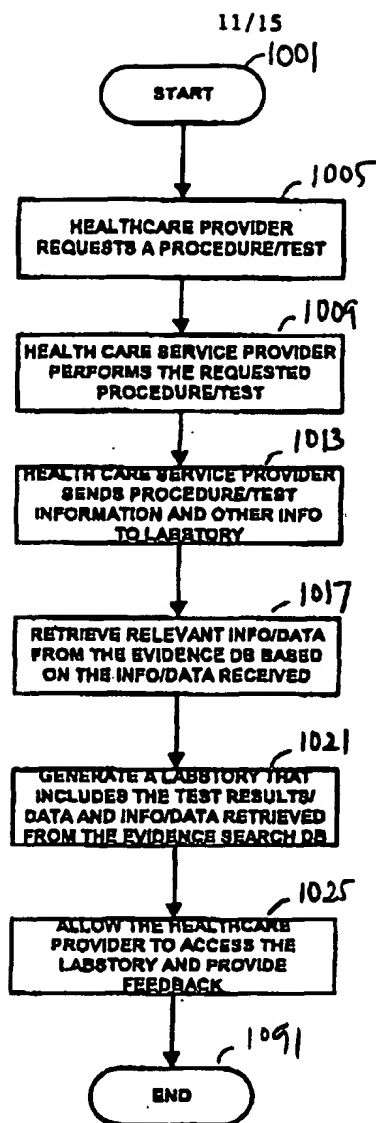 11/15
1001
START
1005
HEALTHCARE PROVIDER
REQUESTS A PROCEDURE/TEST
1009
HEALTH CARE SERVICE PROVIDER
PERFORMS THE REQUESTED
PROCEDURE/TEST
1013
HEALTH CARE SERVICE PROVIDER
SENDS PROCEDURE/TEST
INFORMATION AND OTHER INFO
TO LABSTORY
1017
RETRIEVE RELEVANT INFO/DATA
FROM THE EVIDENCE DB BASED
ON THE INFO/DATA RECEIVED
1021
GENERATE A LABSTORY THAT
INCLUDES THE TEST RESULTS/
DATA AND INFO/DATA RETRIEVED
FROM THE EVIDENCE SEARCH DB
1025
ALLOW THE HEALTHCARE
PROVIDER TO ACCESS THE
LABSTORY AND PROVIDE
FEEDBACK
1091
END